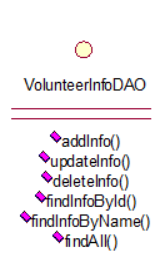 VolunteerInfoDAO
addInfo()
updateInfo()
deleteInfo()
findInfoById()
findInfoByName()
findAll()